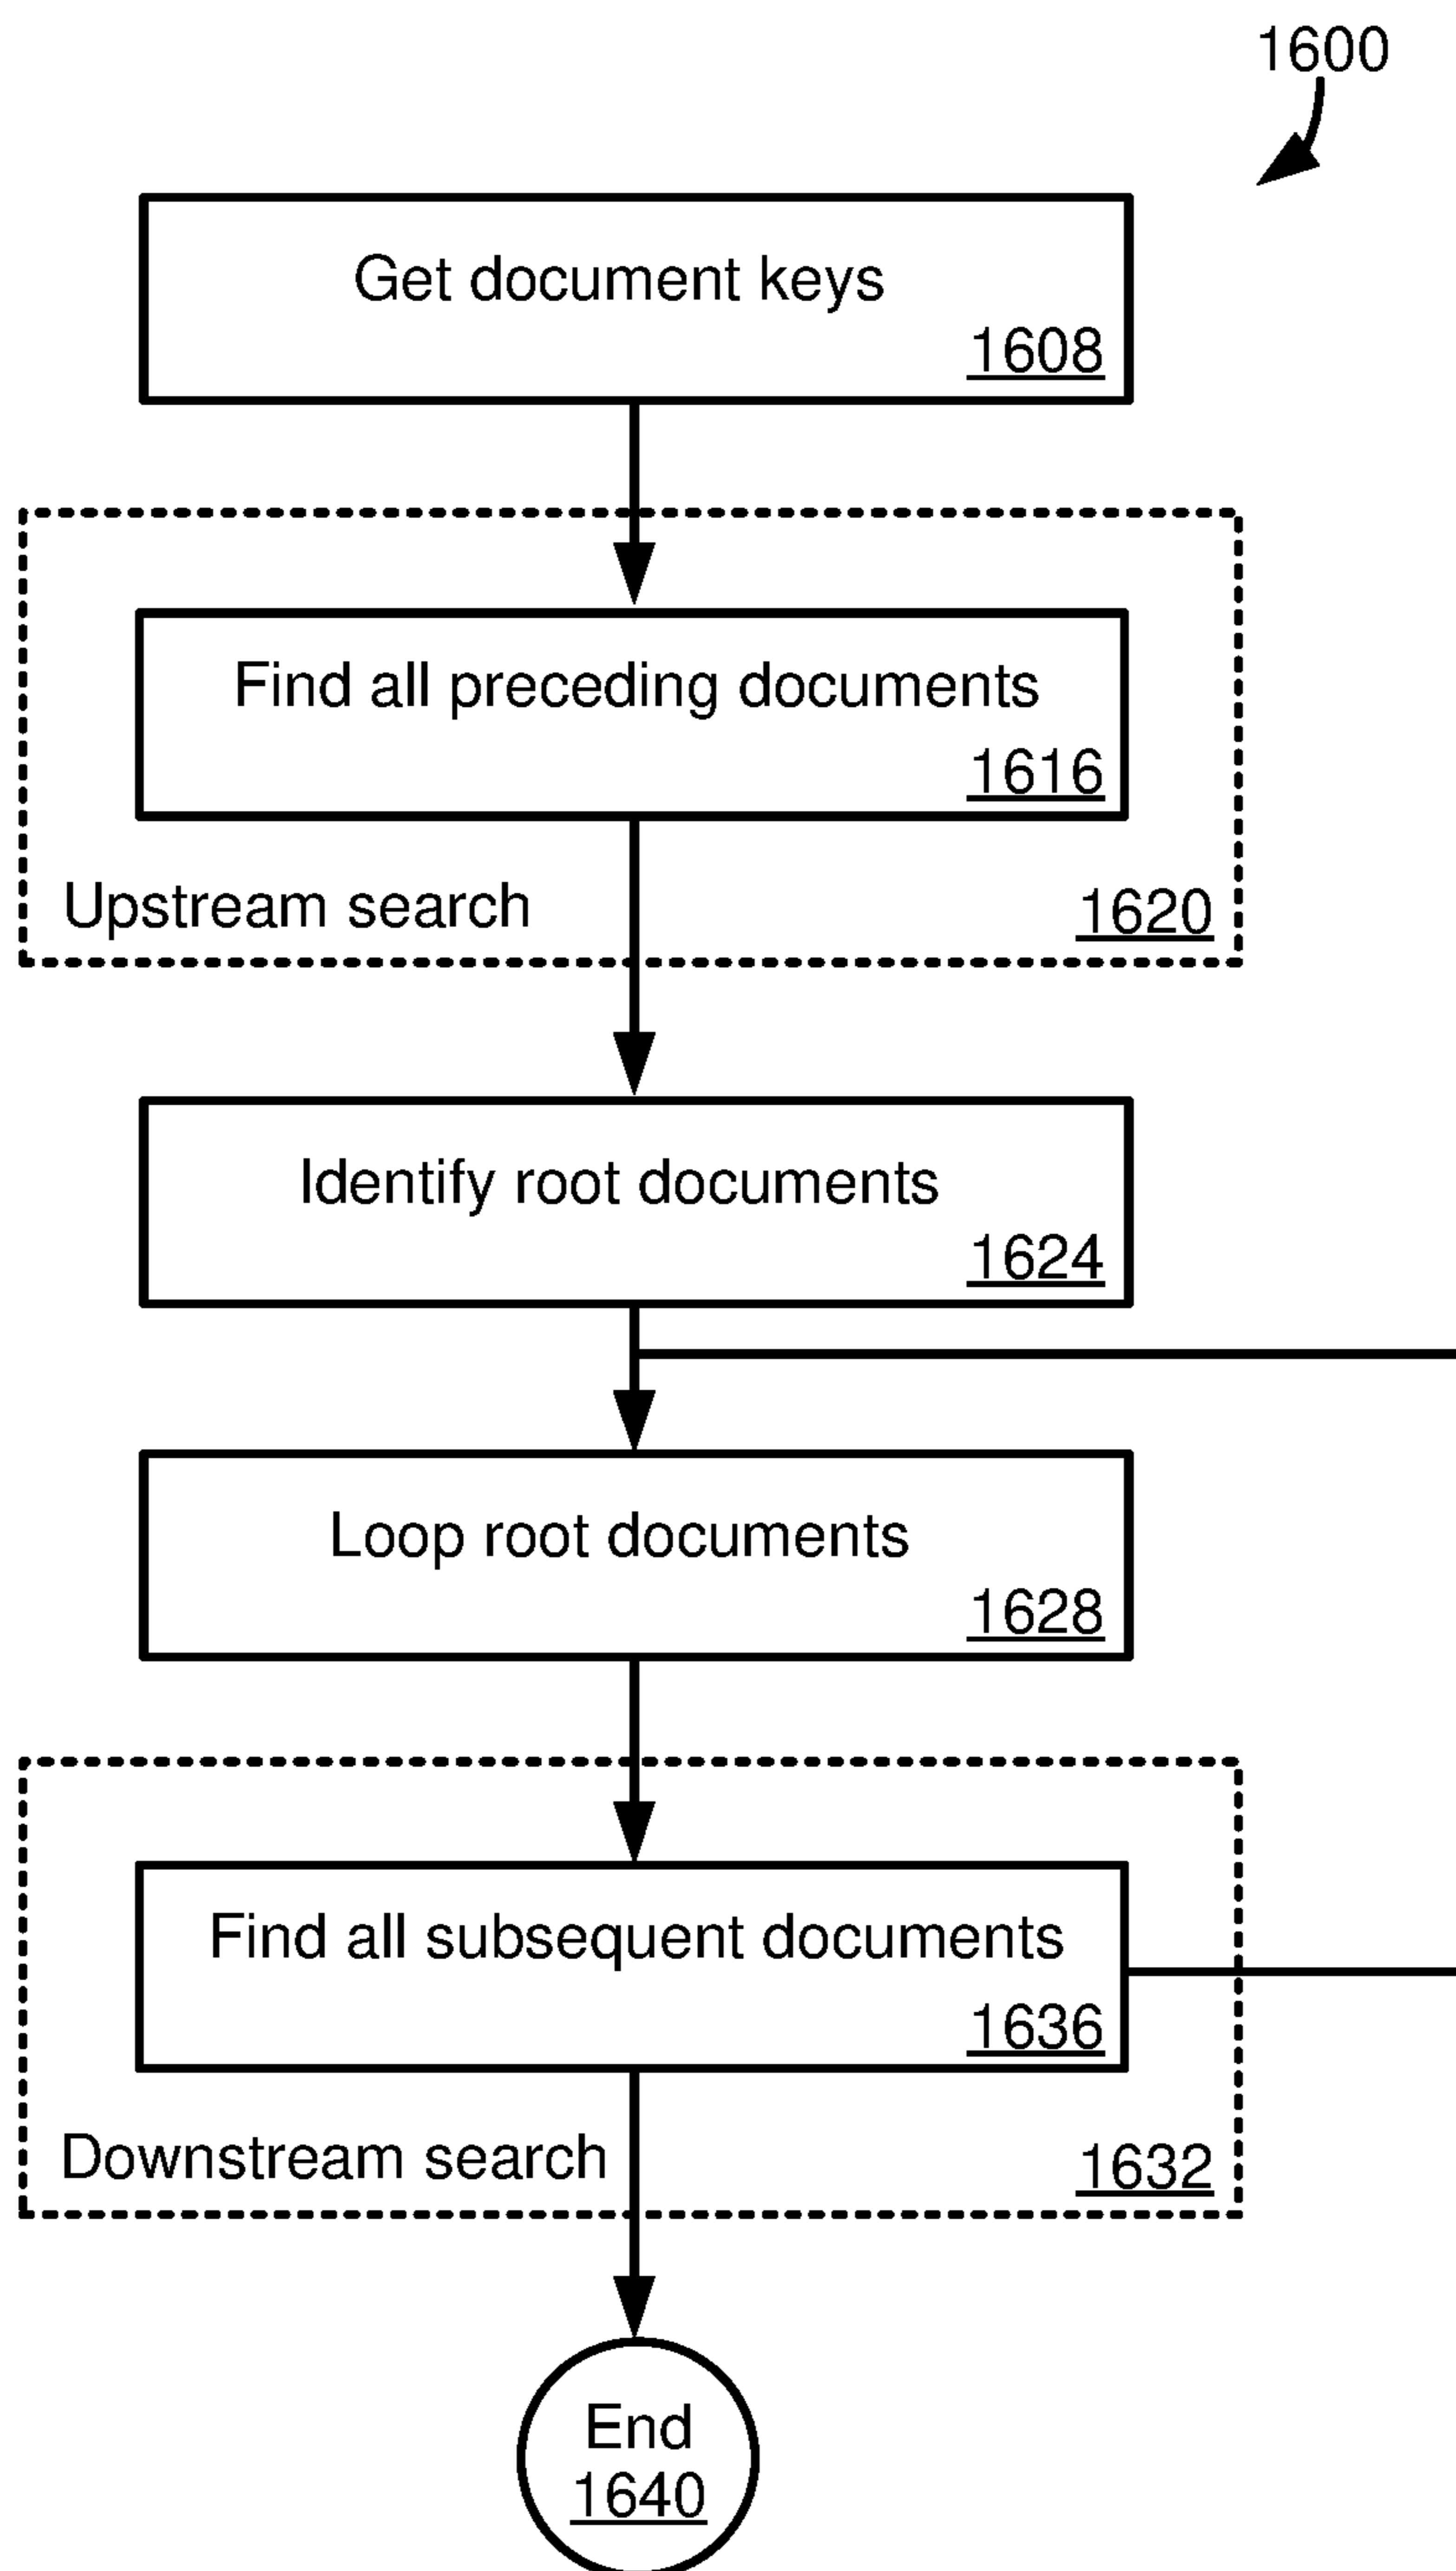 1600
Get document keys
1608
Find all preceding documents
1616
Upstream search
1620
Identify root documents
1624
Loop root documents
1628
Find all subsequent documents
1636
Downstream search
1632
End
1640